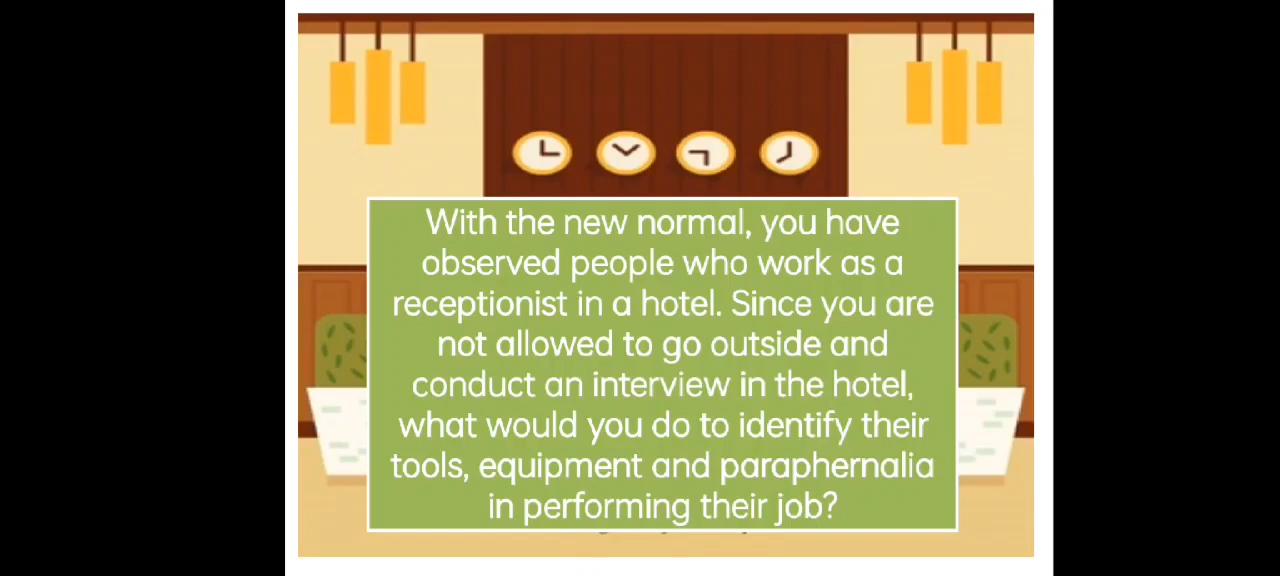 With the new normal, you have
observed people who work as a
receptionist in a hotel. Since you are
not allowed to go outside and
conduct an interview in the hotel,
what would you do to identify their
tools, equipment and paraphernalia
in performing their job?